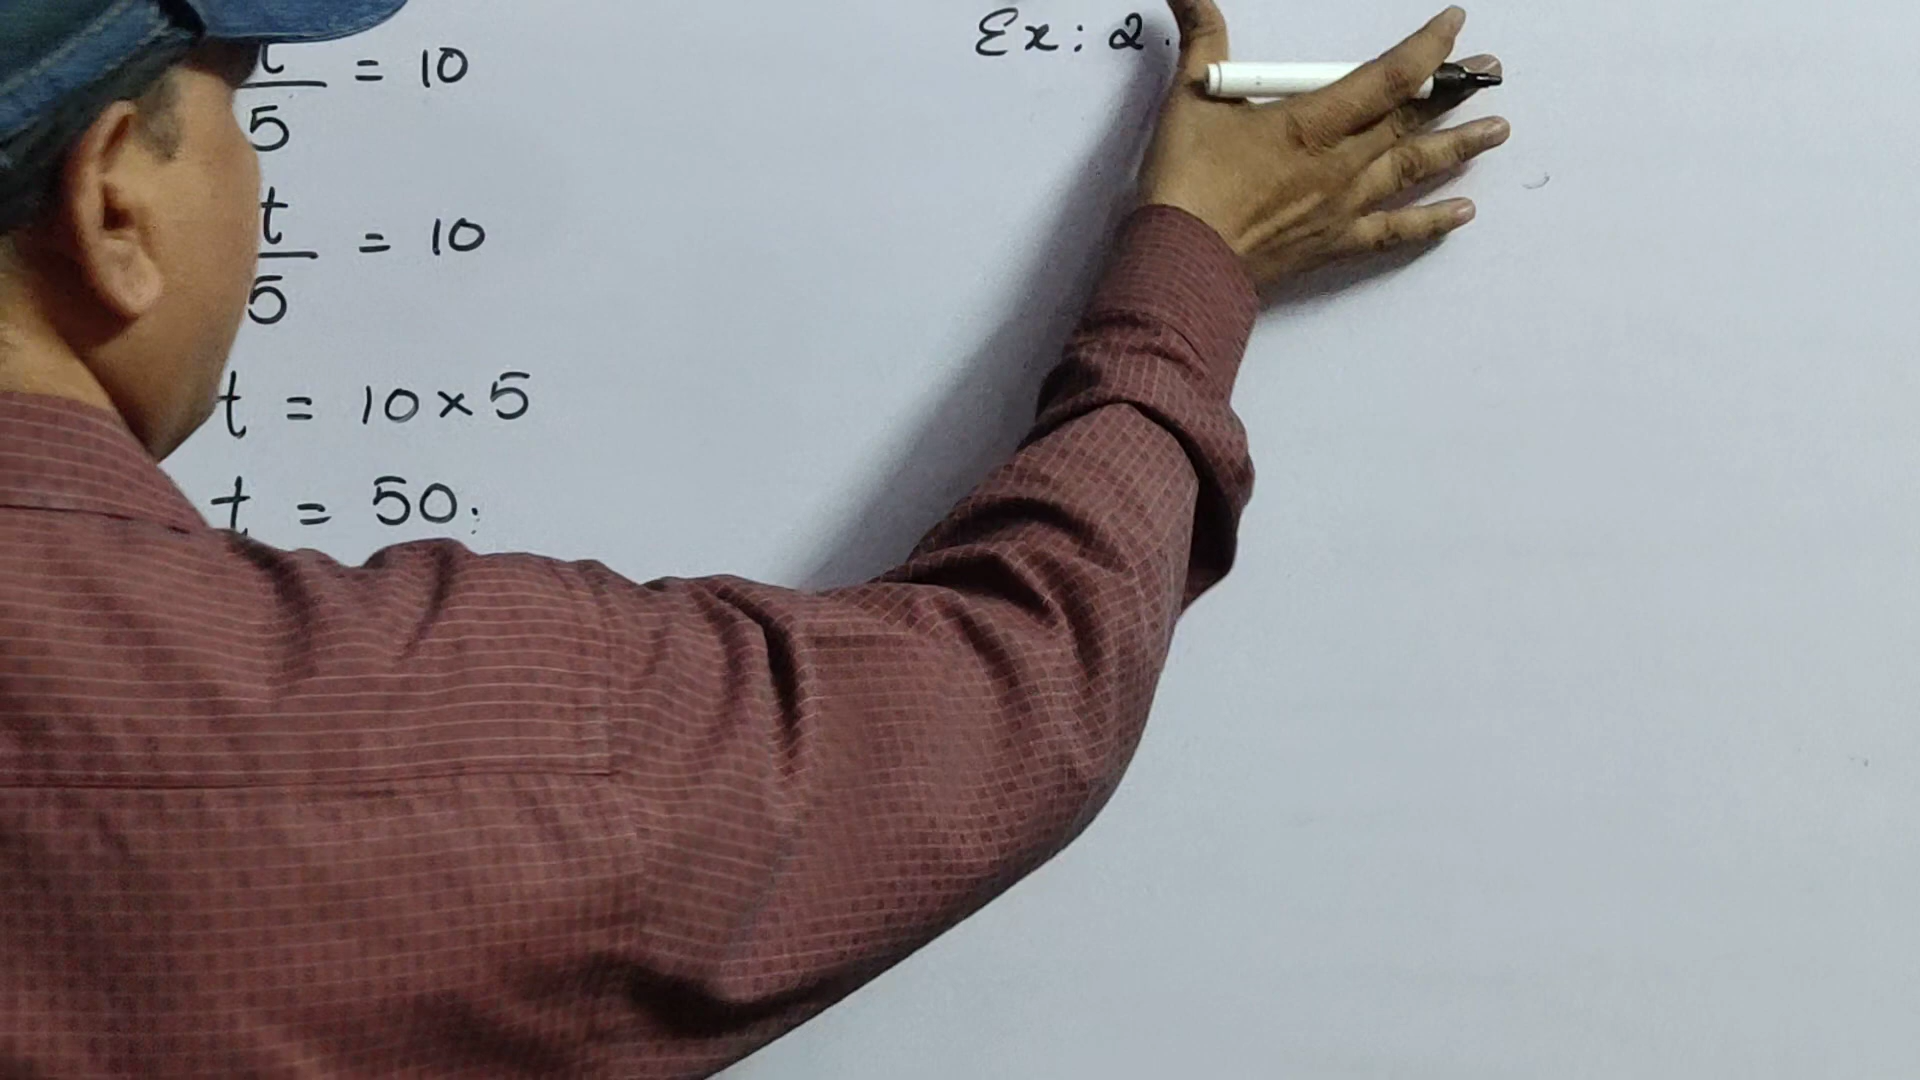 t/5 = 10
t/5 = 10
t = 10 × 5
t = 50.
Ex: 2.